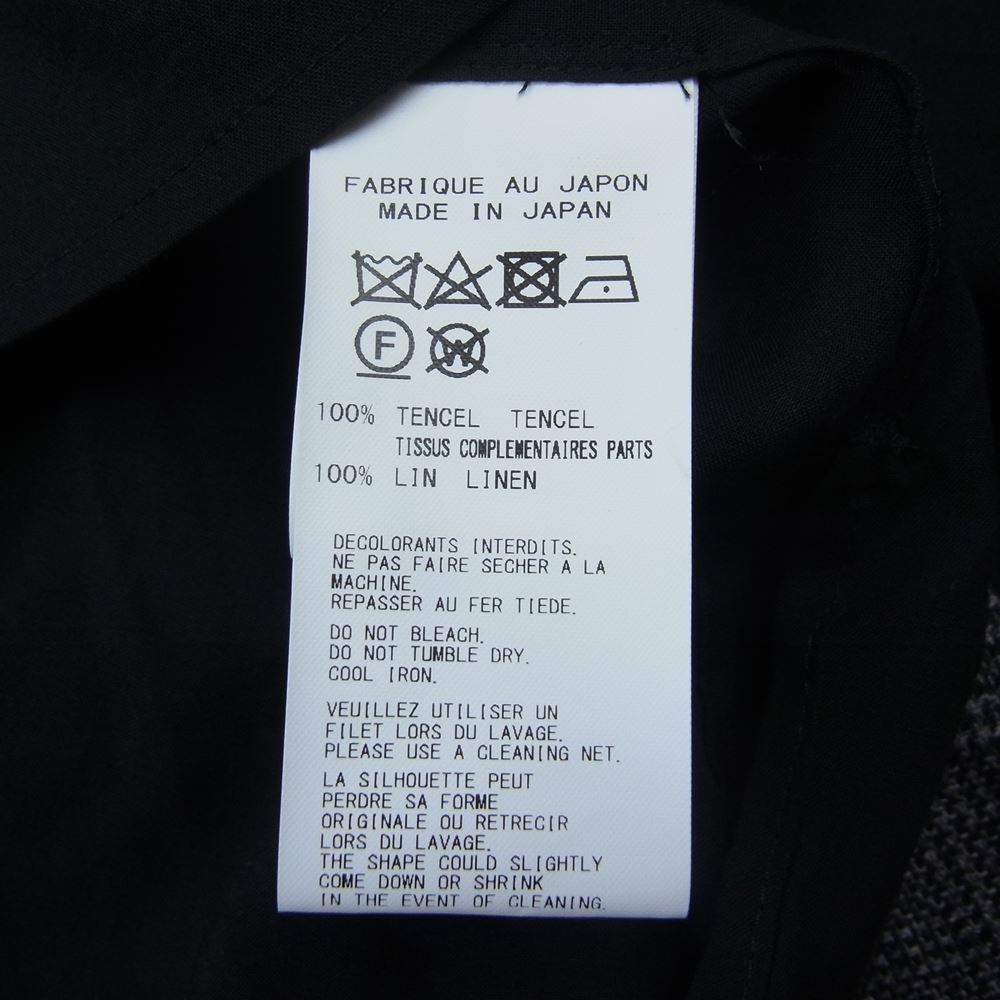 FABRIQUE AU JAPON
MADE IN JAPAN
F W
100% TENCEL TENCEL
TISSUS COMPLEMENTAIRES PARTS
100% LIN LINEN
DECOLORANTS INTERDITS.
NE PAS FAIRE SECHER A LA
MACHINE.
REPASSER AU FER TIEDE.
DO NOT BLEACH.
DO NOT TUMBLE DRY.
COOL IRON.
VEUILLEZ UTILISER UN
FILET LORS DU LAVAGE.
PLEASE USE A CLEANING NET.
LA SILHOUETTE PEUT
PERDRE SA FORME
ORIGINALE OU RETRECIR
LORS DU LAVAGE.
THE SHAPE COULD SLIGHTLY
COME DOWN OR SHRINK
IN THE EVENT OF CLEANING.